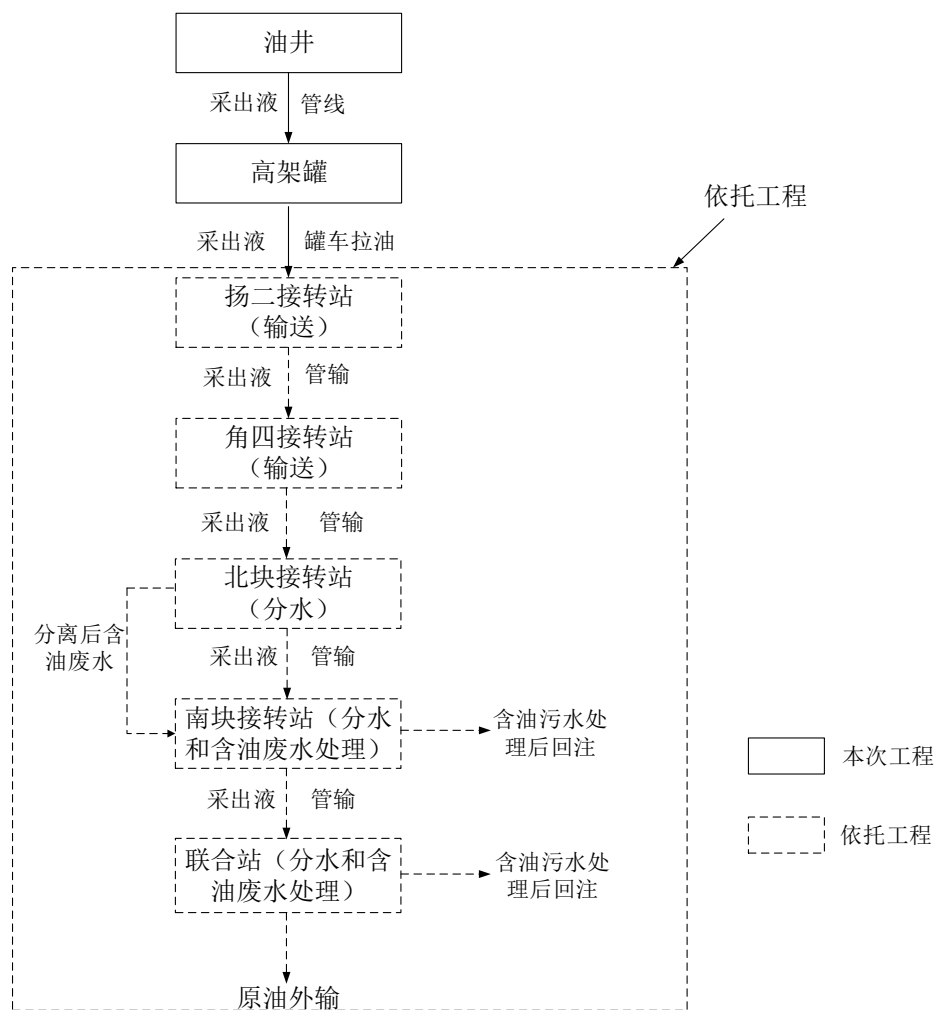 油井
采出液 管线
高架罐
依托工程
采出液 罐车拉油
扬二接转站
（输送）
采出液 管输
角四接转站
（输送）
采出液 管输
北块接转站
（分水）
分离后含
油废水
采出液 管输
南块接转站（分水
和含油废水处理）
含油污水处
理后回注
本次工程
采出液 管输
依托工程
联合站（分水和含
油废水处理）
含油污水处
理后回注
原油外输